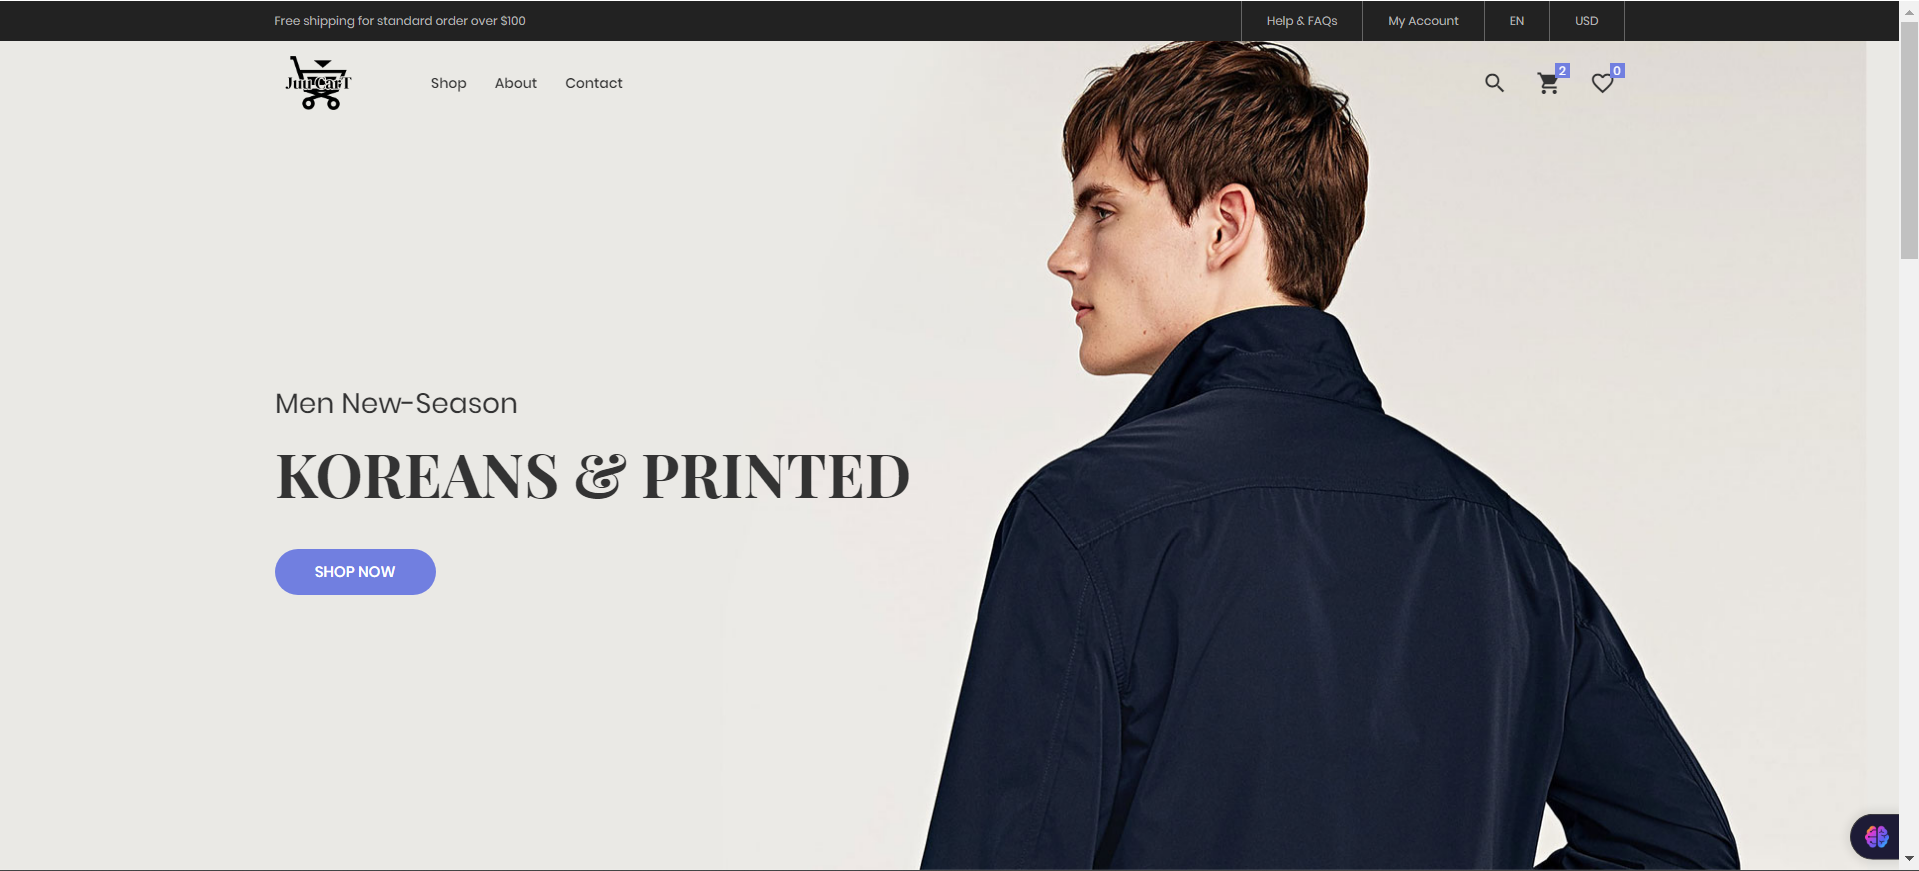 Free shipping for standard order over $100
Help & FAQs
My Account
EN
USD
Shop
About
Contact
2
0
Men New-Season
KOREANS & PRINTED
SHOP NOW